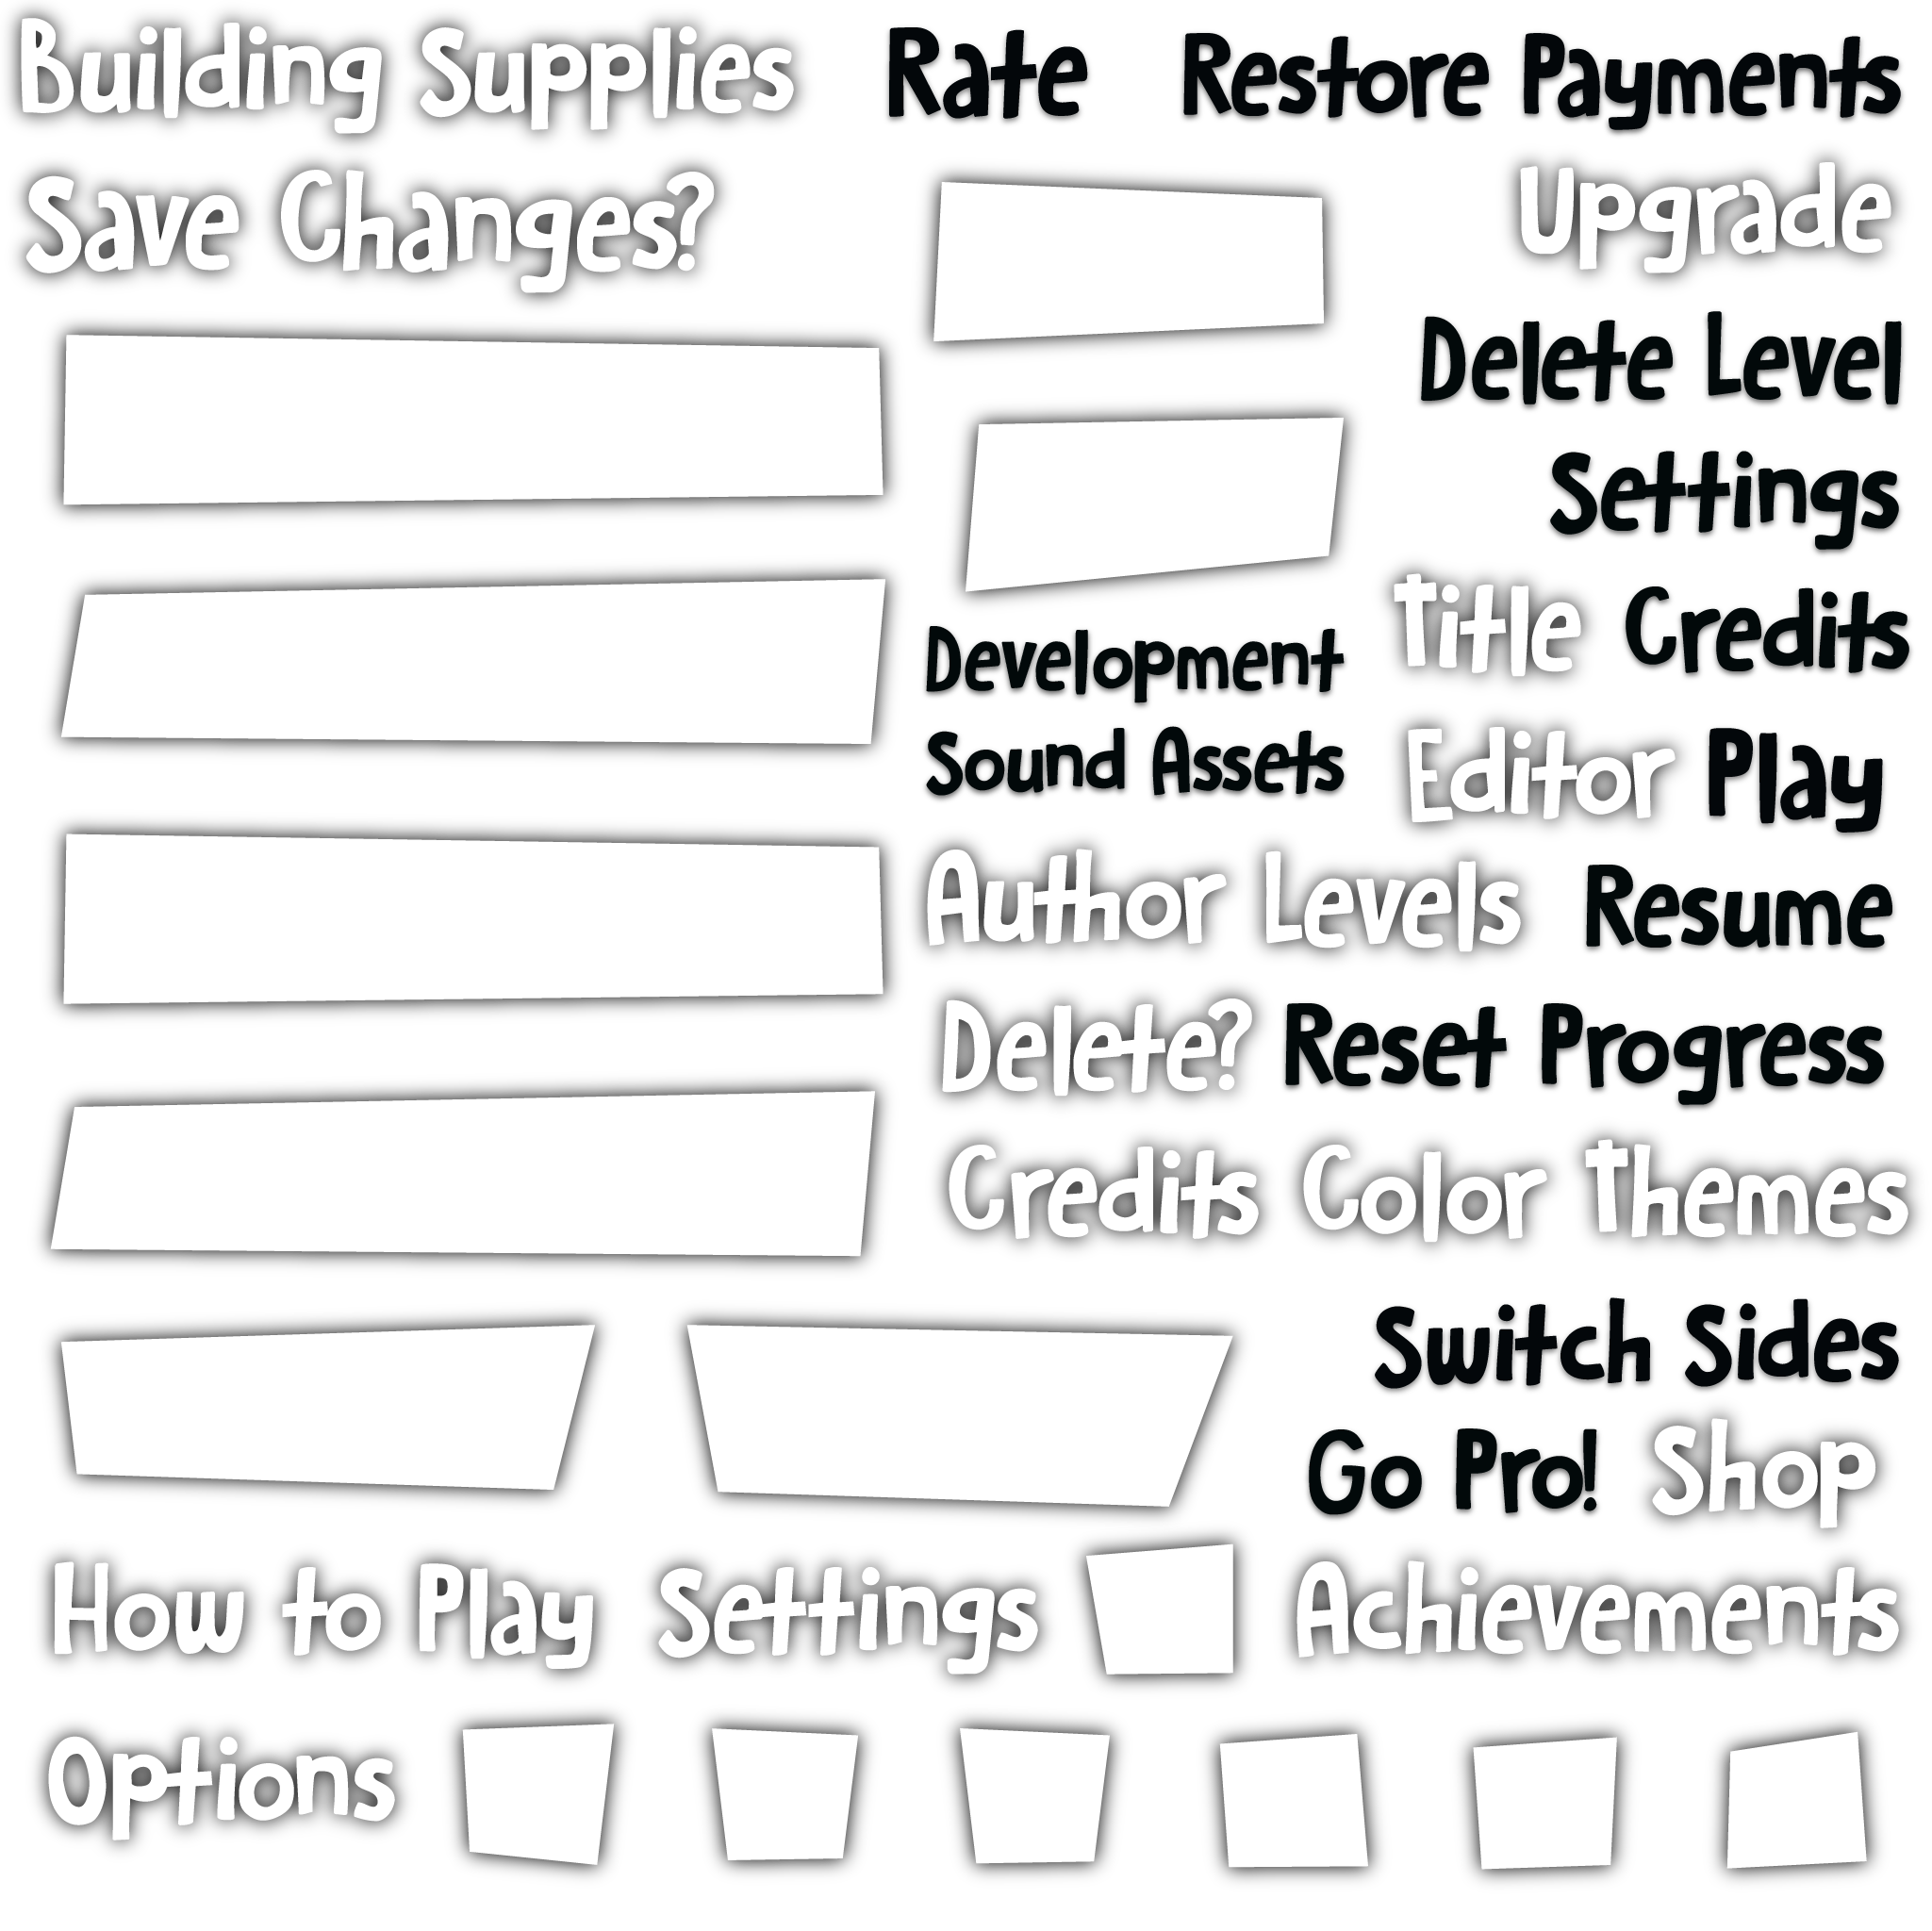 Building Supplies Rate Restore Payments
Save Changes? Upgrade
Delete Level
Settings
Title Credits
Development
Sound Assets
Editor Play
Author Levels Resume
Delete? Reset Progress
Credits Color Themes
Switch Sides
Go Pro! Shop
How to Play Settings Achievements
Options